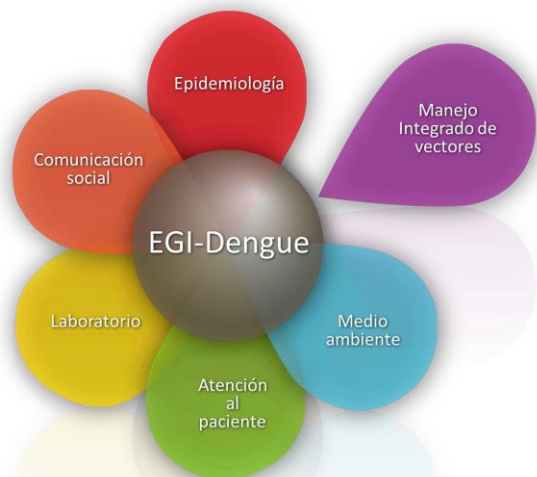 Epidemiología
Manejo
Integrado de
vectores
Comunicación
social
EGI-Dengue
Laboratorio
Medio
ambiente
Atención
al
paciente